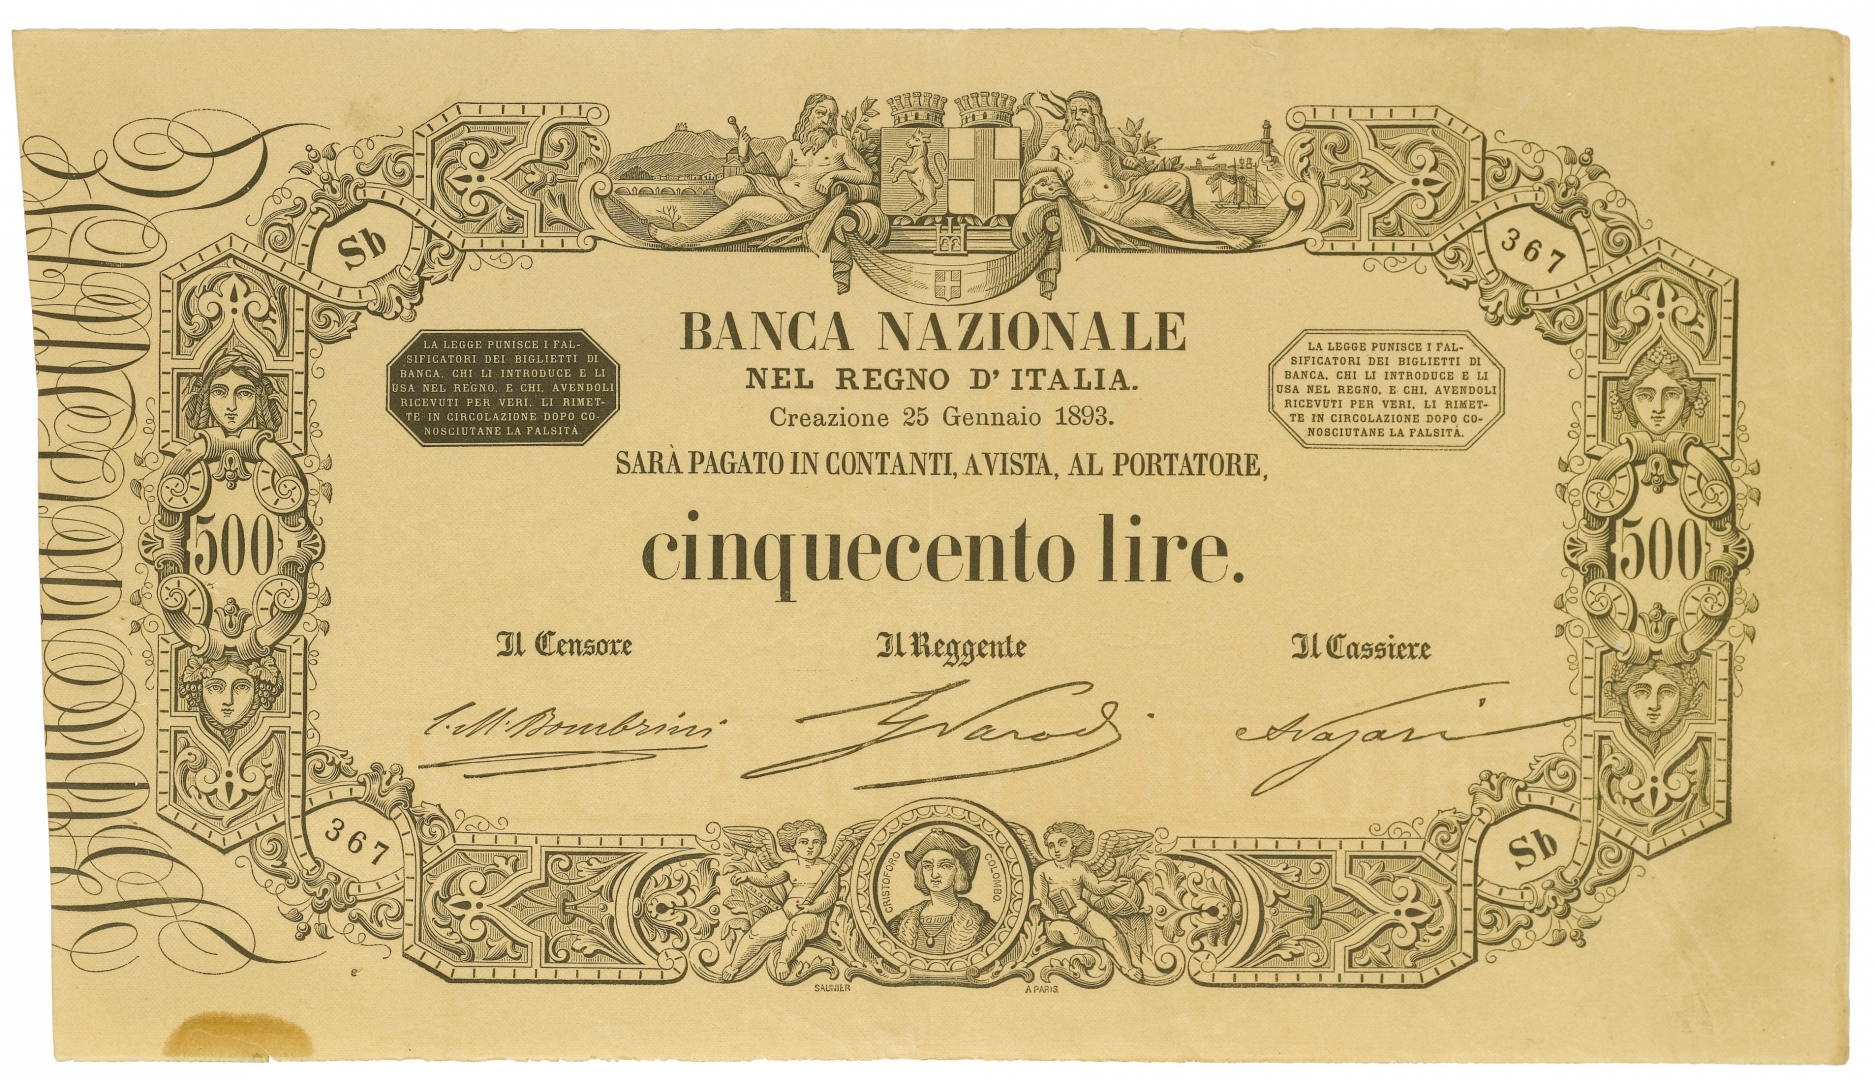 Sb
367
BANCA NAZIONALE
NEL REGNO D'ITALIA.
Creazione 25 Gennaio 1893.
LA LEGGE PUNISCE I FAL-
SIFICATORI DEI BIGLIETTI DI
BANCA, CHI LI INTRODUCE E LI
USA NEL REGNO, E CHI, AVENDOLI
RICEVUTI PER VERI, LI RIMET-
TE IN CIRCOLAZIONE DOPO CO-
NOSCIUTANE LA FALSITÁ.
LA LEGGE PUNISCE I FAL-
SIFICATORI DEI BIGLIETTI DI
BANCA, CHI LI INTRODUCE E LI
USA NEL REGNO, E CHI, AVENDOLI
RICEVUTI PER VERI, LI RIMET-
TE IN CIRCOLAZIONE DOPO CO-
NOSCIUTANE LA FALSITÁ.
SARÀ PAGATO IN CONTANTI, A VISTA, AL PORTATORE,
500
cinquecento lire.
500
Il Censore
Il Reggente
Il Cassiere
C. M. Bombrini
Nazari
367
Sb
CRISTOFORO COLOMBO
SAUNIER A PARIS